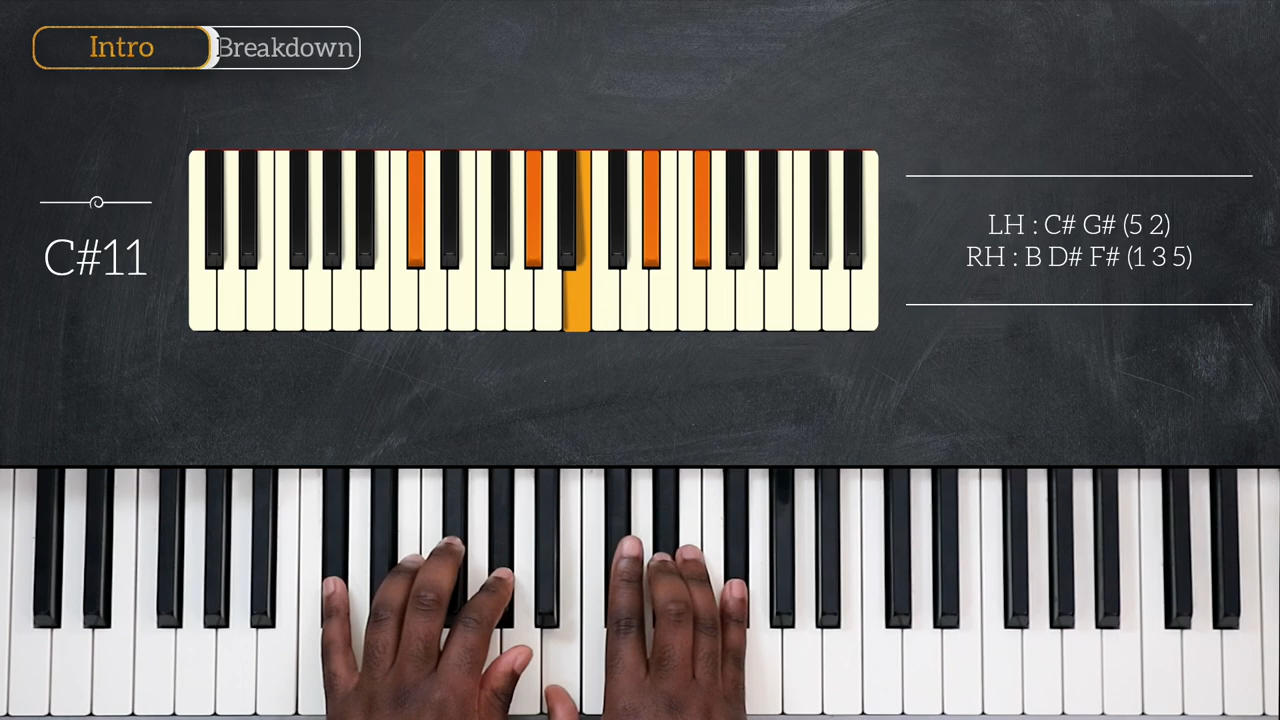 Intro
Breakdown
C#11
LH : C# G# (5 2)
RH : B D# F# (1 3 5)